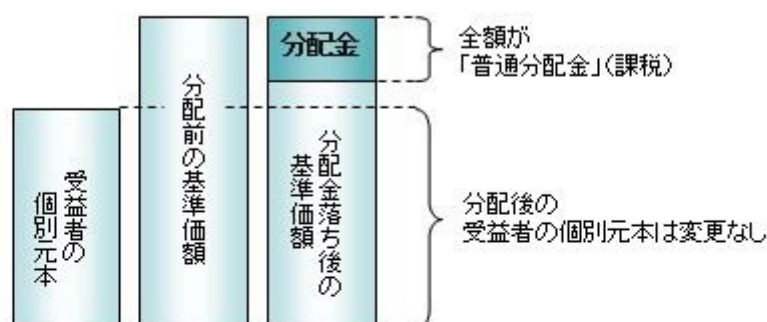 受益者の
個別元本
分配前の基準価額
分配金
分配金落ち後の
基準価額
全額が
「普通分配金」(課税)
分配後の
受益者の個別元本は変更なし